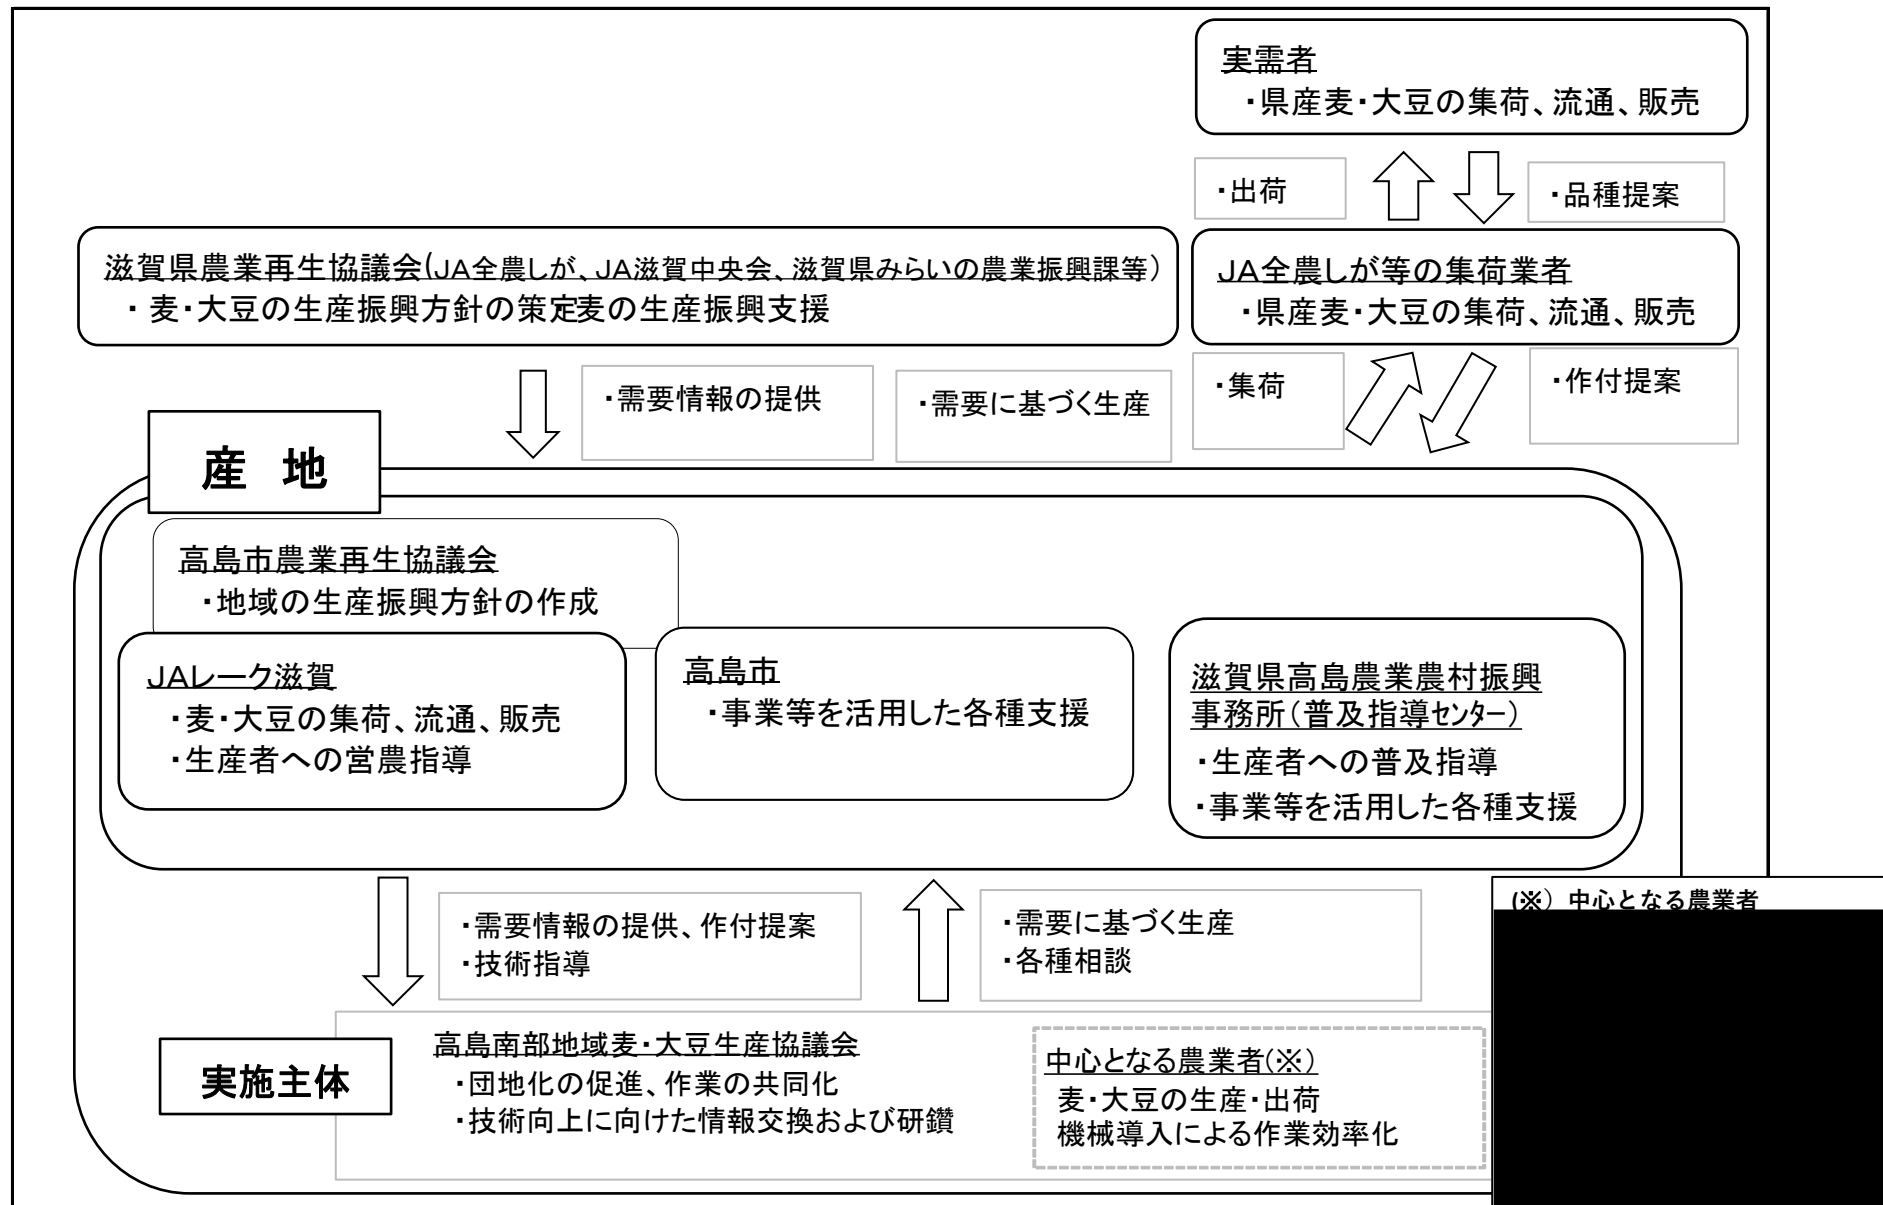 実需者
・県産麦・大豆の集荷、流通、販売
・出荷
・品種提案
滋賀県農業再生協議会(JA全農しが、JA滋賀中央会、滋賀県みらいの農業振興課等)
・ 麦・大豆の生産振興方針の策定麦の生産振興支援
JA全農しが等の集荷業者
・県産麦・大豆の集荷、流通、販売
・需要情報の提供
・需要に基づく生産
・集荷
・作付提案
産 地
高島市農業再生協議会
・地域の生産振興方針の作成
JAレーク滋賀
・麦・大豆の集荷、流通、販売
・生産者への営農指導
高島市
・事業等を活用した各種支援
滋賀県高島農業農村振興
事務所(普及指導センター)
・生産者への普及指導
・事業等を活用した各種支援
・需要情報の提供、作付提案
・技術指導
・需要に基づく生産
・各種相談
(※)中心となる農業者
実施主体
高島南部地域麦・大豆生産協議会
・団地化の促進、作業の共同化
・技術向上に向けた情報交換および研鑽
中心となる農業者(※)
麦・大豆の生産・出荷
機械導入による作業効率化